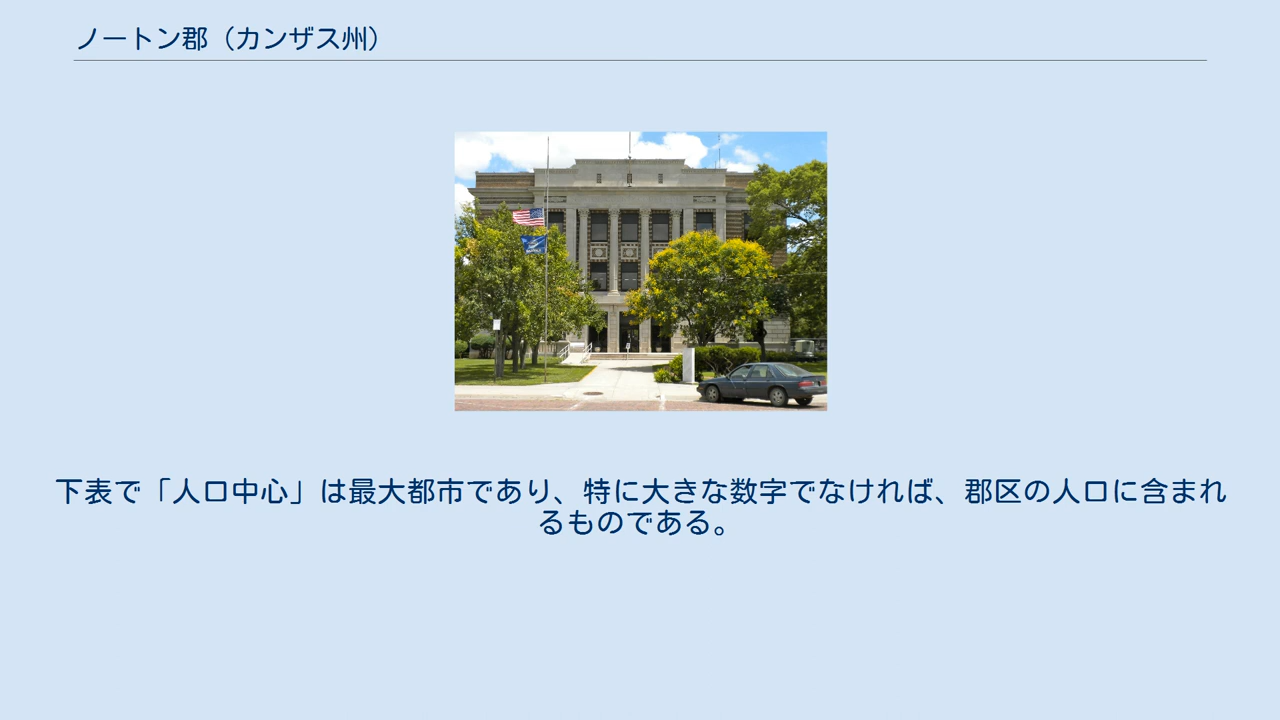 ノートン郡（カンザス州）
下表で「人口中心」は最大都市であり、特に大きな数字でなければ、郡区の人口に含まれ
るものである。